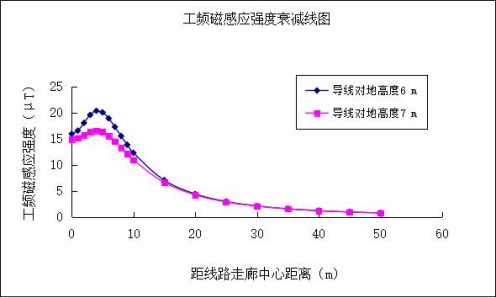 工频磁感应强度衰减线图
导线对地高度6 m
导线对地高度7 m
工频磁感应强度（μT）
25
20
15
10
5
0
0 10 20 30 40 50 60
距线路走廊中心距离（m）